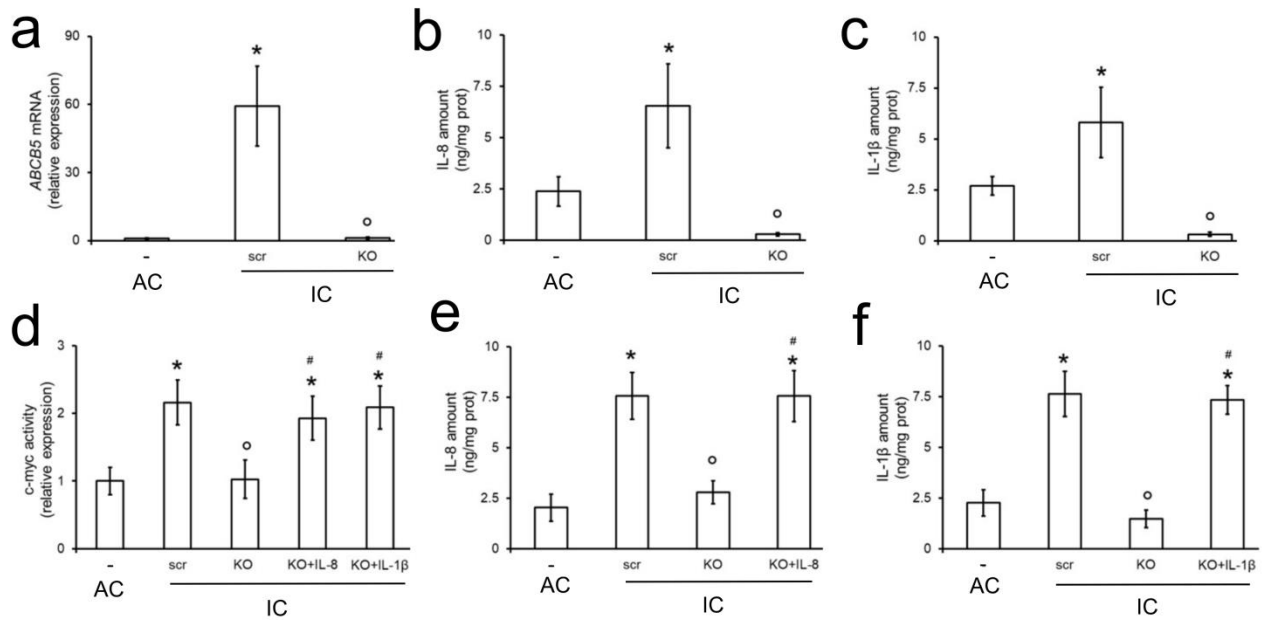 a
ABCB5 mRNA
(relative expression)
90
60
30
0
*
°
- scr KO
AC IC
b
IL-8 amount
(ng/mg prot)
10
7.5
5
2.5
0
*
°
- scr KO
AC IC
c
IL-1β amount
(ng/mg prot)
10
7.5
5
2.5
0
*
°
- scr KO
AC IC
d
c-myc activity
(relative expression)
3
2
1
0
*
°
#
*
#
*
- scr KO KO+IL-8 KO+IL-1β
AC IC
e
IL-8 amount
(ng/mg prot)
10
7.5
5
2.5
0
*
°
#
*
- scr KO KO+IL-8
AC IC
f
IL-1β amount
(ng/mg prot)
10
7.5
5
2.5
0
*
°
#
*
- scr KO KO+IL-1β
AC IC